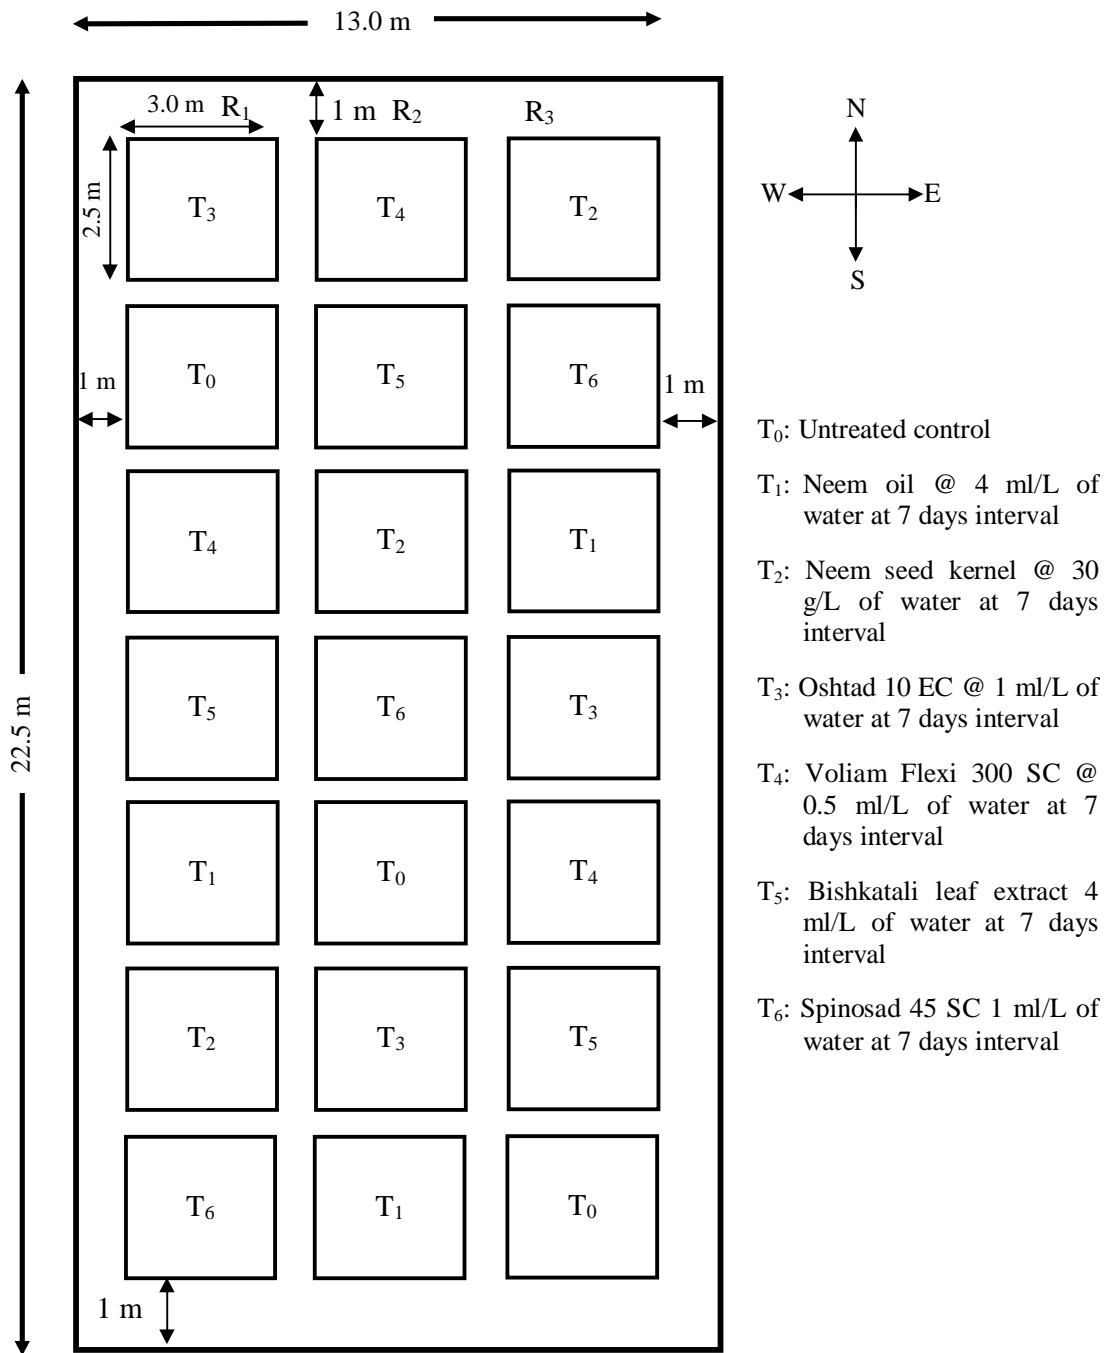 13.0 m
3.0 m R₁ 1 m R₂ R₃
N
2.5 m
T₃ T₄ T₂
W E
S
T₀ T₅ T₆
1 m 1 m
T₀: Untreated control
T₁: Neem oil @ 4 ml/L of
water at 7 days interval
T₄ T₂ T₁
T₂: Neem seed kernel @ 30
g/L of water at 7 days
interval
T₃: Oshtad 10 EC @ 1 ml/L of
water at 7 days interval
T₅ T₆ T₃
22.5 m
T₄: Voliam Flexi 300 SC @
0.5 ml/L of water at 7
days interval
T₁ T₀ T₄
T₅: Bishkatali leaf extract 4
ml/L of water at 7 days
interval
T₆: Spinosad 45 SC 1 ml/L of
water at 7 days interval
T₂ T₃ T₅
T₆ T₁ T₀
1 m